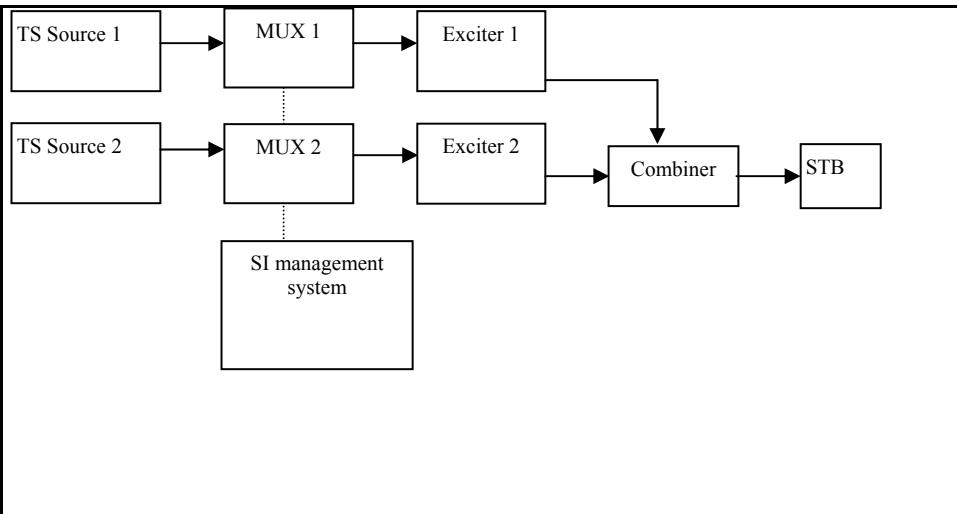 TS Source 1
MUX 1
Exciter 1
TS Source 2
MUX 2
Exciter 2
Combiner
STB
SI management
system